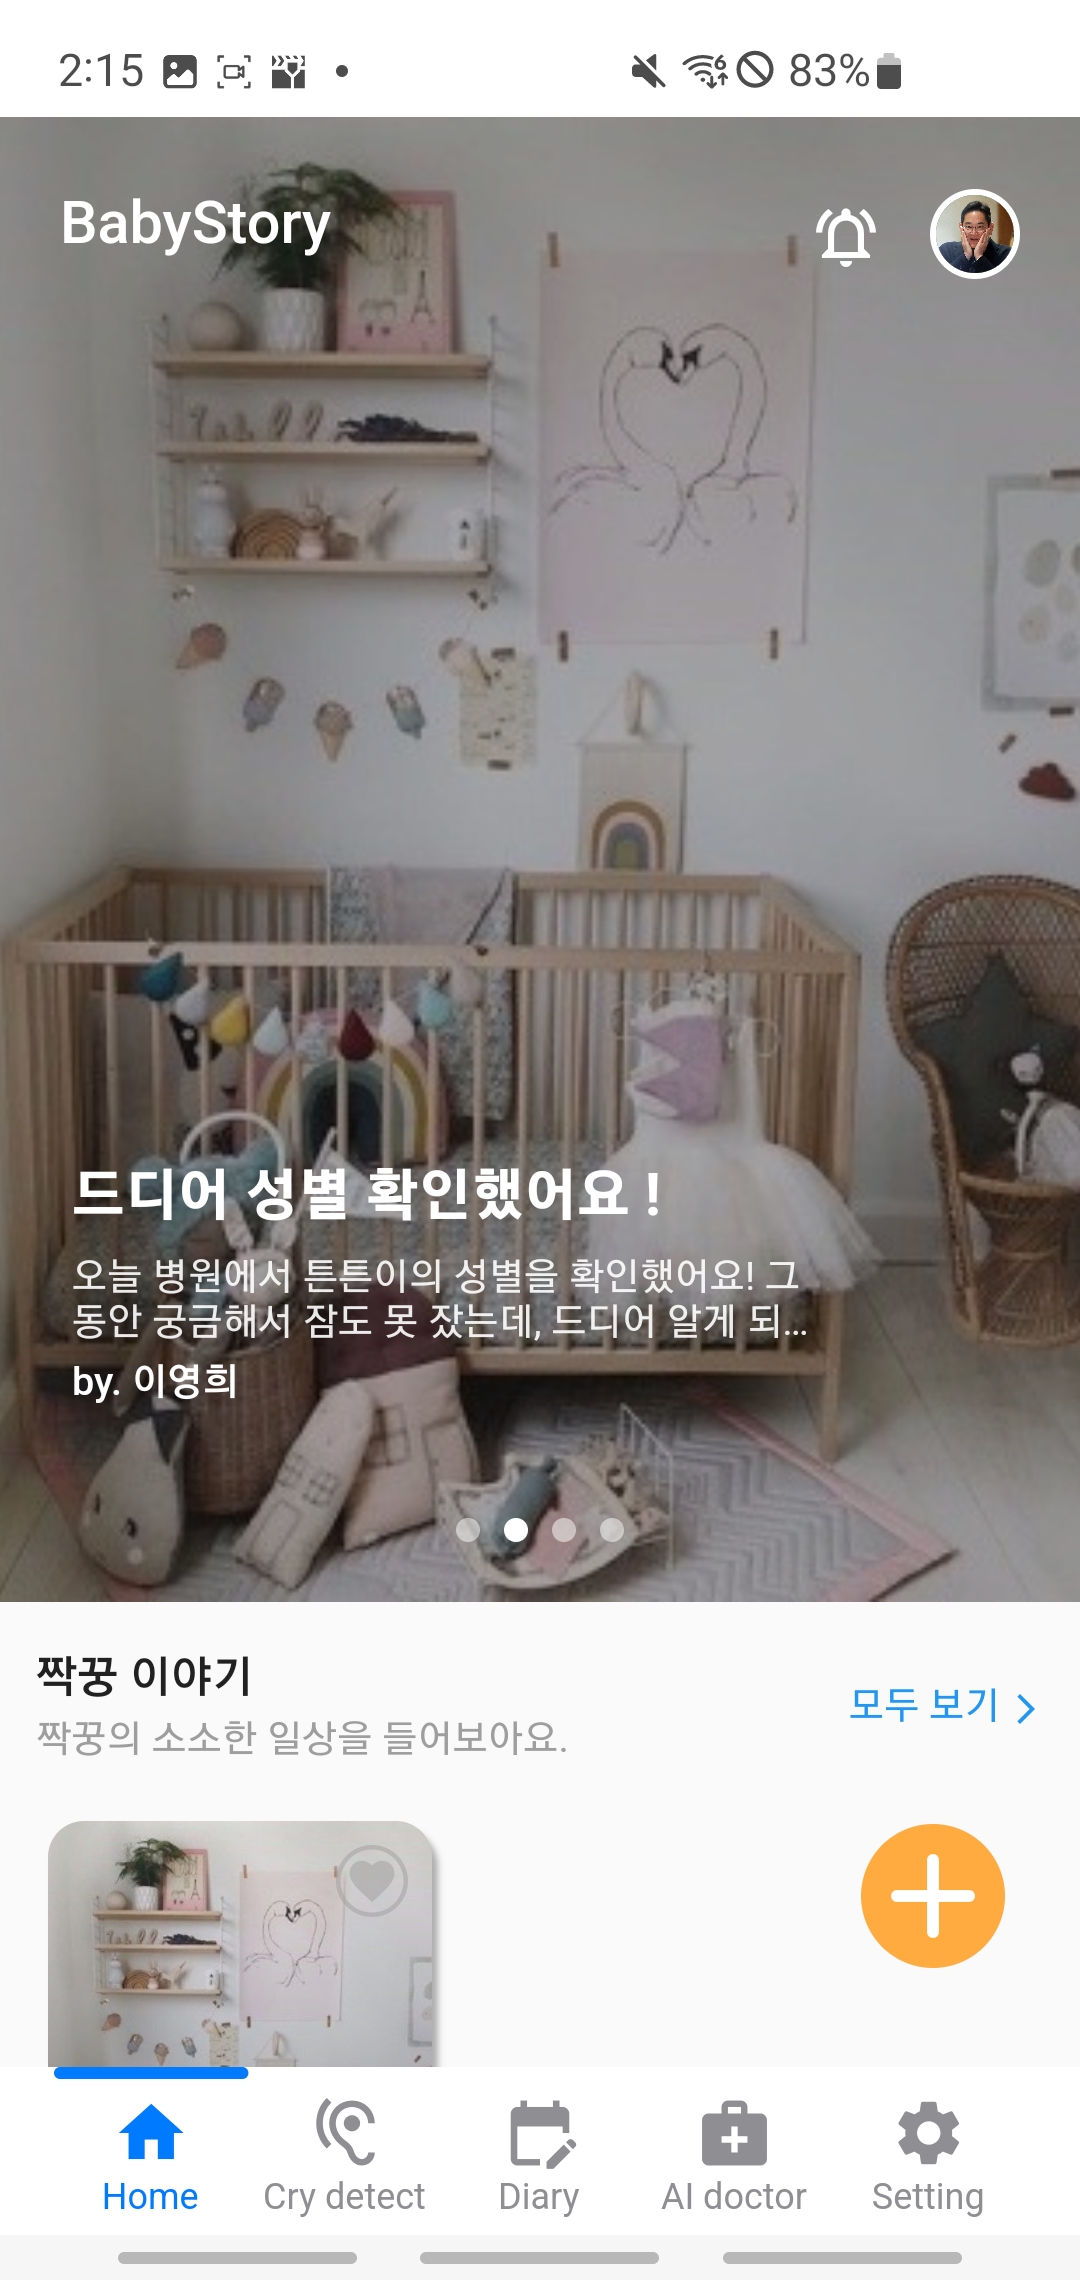 2:15
83%
BabyStory
드디어 성별 확인했어요 !
오늘 병원에서 튼튼이의 성별을 확인했어요! 그
동안 궁금해서 잠도 못 잤는데, 드디어 알게 되...
by. 이영희
짝꿍 이야기
짝꿍의 소소한 일상을 들어보아요.
모두 보기
Home
Cry detect
Diary
AI doctor
Setting